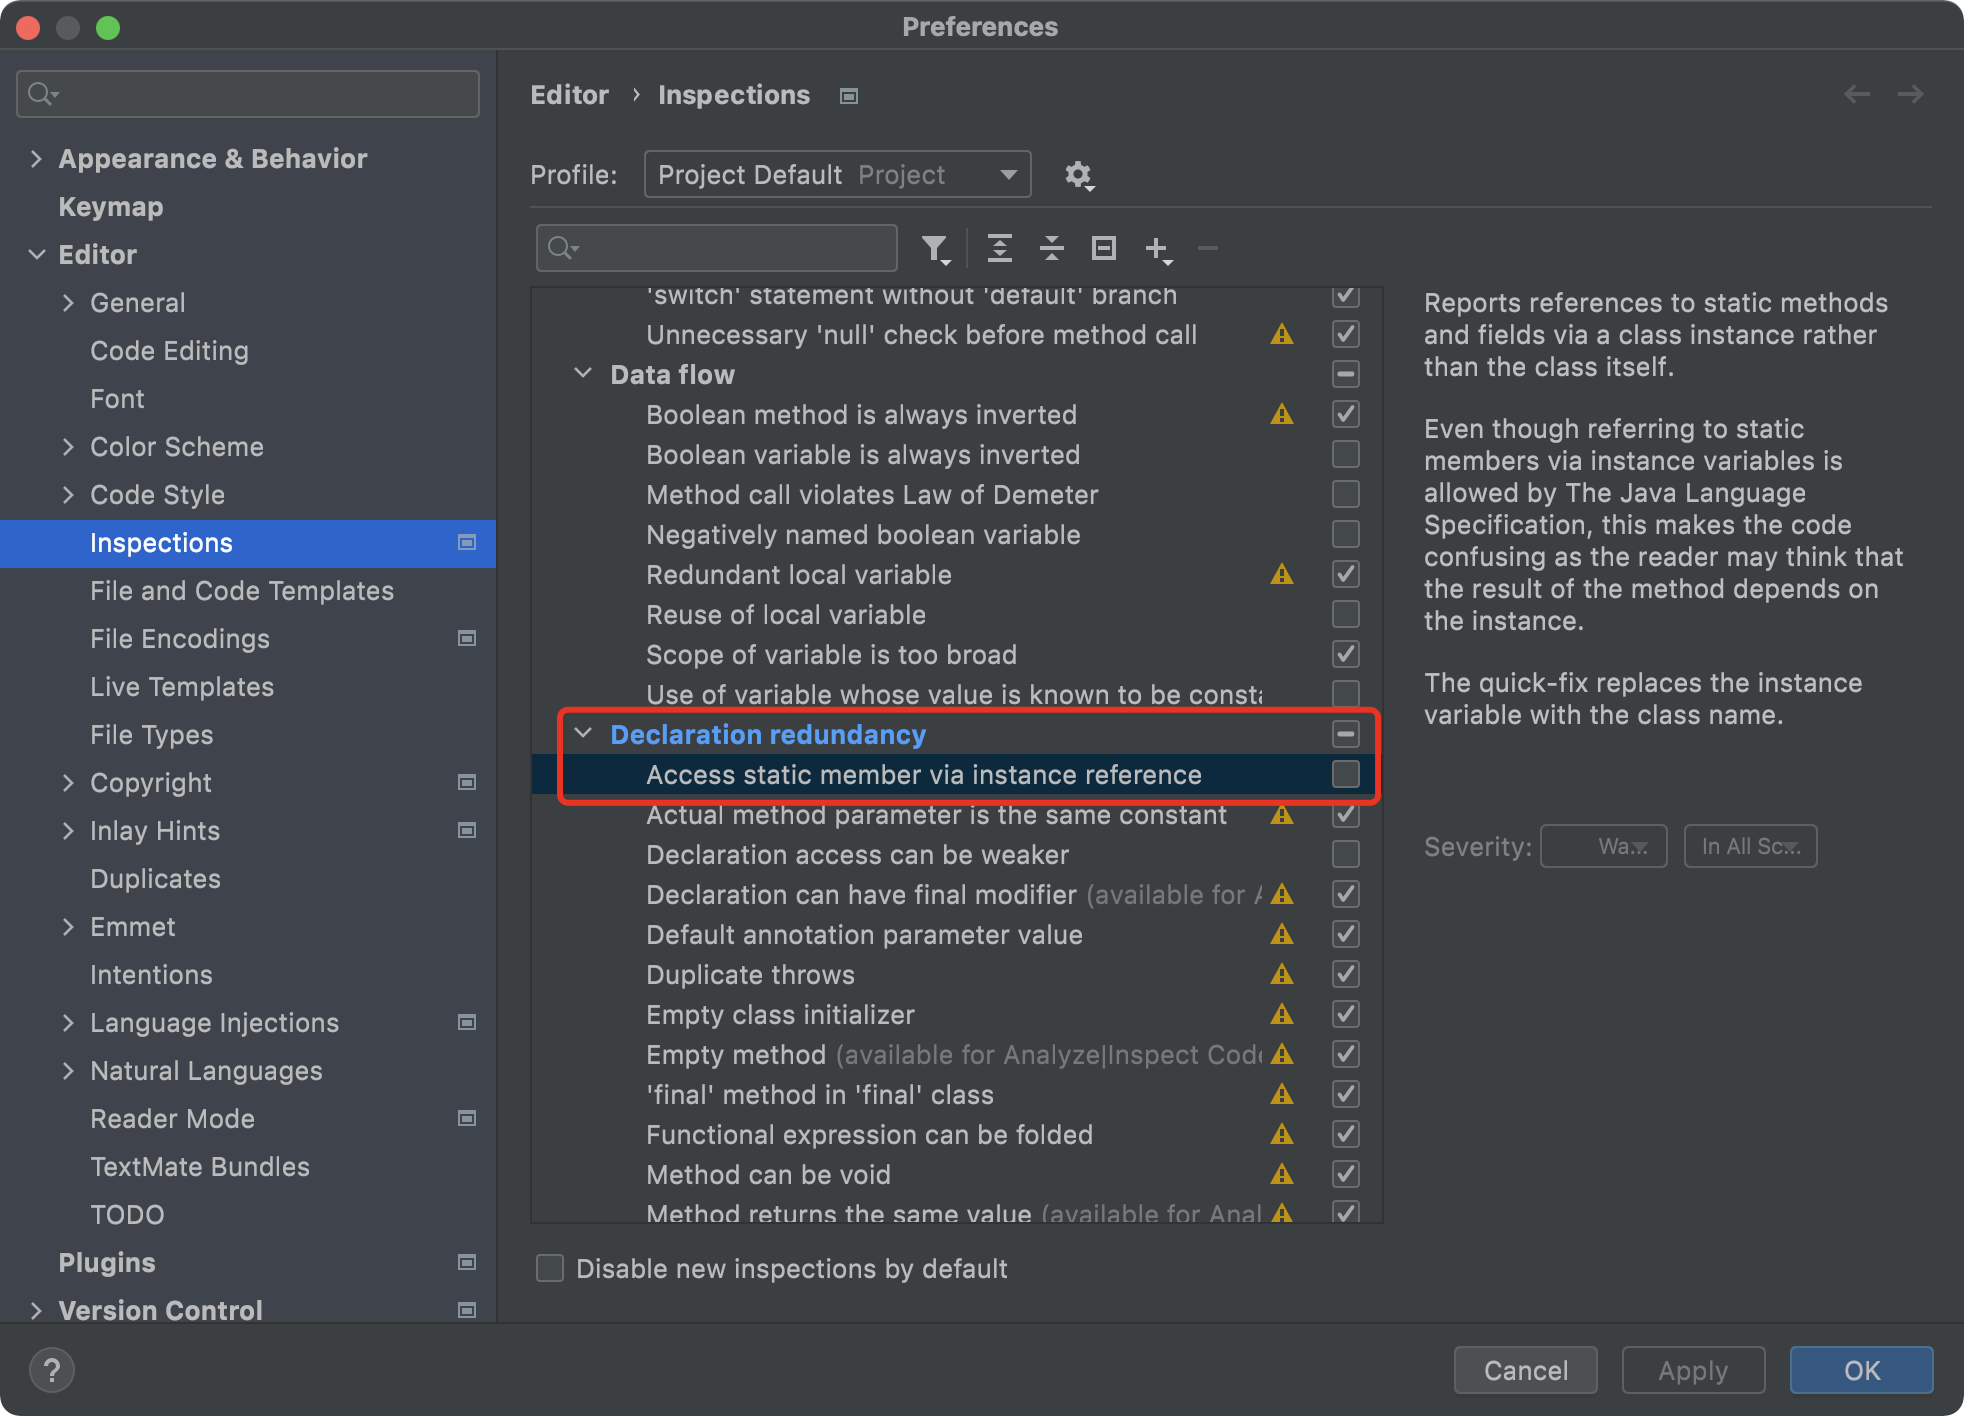 Preferences
Appearance & Behavior
Keymap
Editor
General
Code Editing
Font
Color Scheme
Code Style
Inspections
File and Code Templates
File Encodings
Live Templates
File Types
Copyright
Inlay Hints
Duplicates
Emmet
Intentions
Language Injections
Natural Languages
Reader Mode
TextMate Bundles
TODO
Plugins
Version Control
Editor › Inspections
Profile: Project Default Project
'switch' statement without 'default' branch
Unnecessary 'null' check before method call
Data flow
Boolean method is always inverted
Boolean variable is always inverted
Method call violates Law of Demeter
Negatively named boolean variable
Redundant local variable
Reuse of local variable
Scope of variable is too broad
Use of variable whose value is known to be consta
Declaration redundancy
Access static member via instance reference
Actual method parameter is the same constant
Declaration access can be weaker
Declaration can have final modifier (available for A
Default annotation parameter value
Duplicate throws
Empty class initializer
Empty method (available for Analyze|Inspect Code
'final' method in 'final' class
Functional expression can be folded
Method can be void
Method returns the same value (available for Anal
Disable new inspections by default
Reports references to static methods
and fields via a class instance rather
than the class itself.
Even though referring to static
members via instance variables is
allowed by The Java Language
Specification, this makes the code
confusing as the reader may think that
the result of the method depends on
the instance.
The quick-fix replaces the instance
variable with the class name.
Severity: Wa... In All Sc...
?
Cancel Apply OK